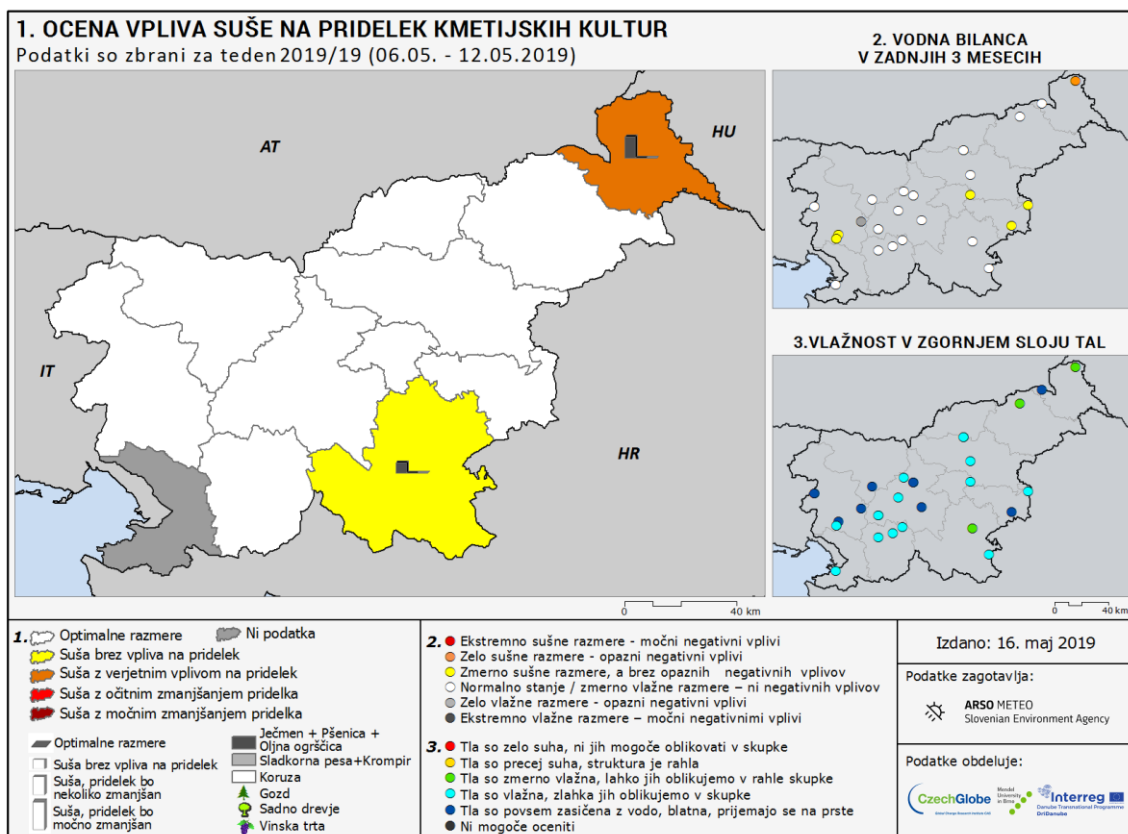 1. OCENA VPLIVA SUŠE NA PRIDELEK KMETIJSKIH KULTUR
Podatki so zbrani za teden 2019/19 (06.05. - 12.05.2019)
AT
HU
IT
HR
0 40 km
2. VODNA BILANCA
V ZADNJIH 3 MESECIH
3.VLAŽNOST V ZGORNJEM SLOJU TAL
0 40 km
1.
Optimalne razmere
Ni podatka
Suša brez vpliva na pridelek
Suša z verjetnim vplivom na pridelek
Suša z očitnim zmanjšanjem pridelka
Suša z močnim zmanjšanjem pridelka
Optimalne razmere
Suša brez vpliva na pridelek
Suša, pridelek bo
nekoliko zmanjšan
Suša, pridelek bo
močno zmanjšan
Ječmen + Pšenica +
Oljna ogrščica
Sladkorna pesa+Krompir
Koruza
Gozd
Sadno drevje
Vinska trta
2.
Ekstremno sušne razmere - močni negativni vplivi
Zelo sušne razmere - opazni negativni vplivi
Zmerno sušne razmere, a brez opaznih negativnih vplivov
Normalno stanje / zmerno vlažne razmere – ni negativnih vplivov
Zelo vlažne razmere - opazni negativni vplivi
Ekstremno vlažne razmere – močni negativnimi vplivi
3.
Tla so zelo suha, ni jih mogoče oblikovati v skupke
Tla so precej suha, struktura je rahla
Tla so zmerno vlažna, lahko jih oblikujemo v rahle skupke
Tla so vlažna, zlahka jih oblikujemo v skupke
Tla so povsem zasičena z vodo, blatna, prijemajo se na prste
Ni mogoče oceniti
Izdano: 16. maj 2019
Podatke zagotavlja:
ARSO METEO
Slovenian Environment Agency
Podatke obdeluje:
CzechGlobe
Global Change Research Institute CAS
Mendel
University
in Brno
Interreg
Danube Transnational Programme
DriDanube